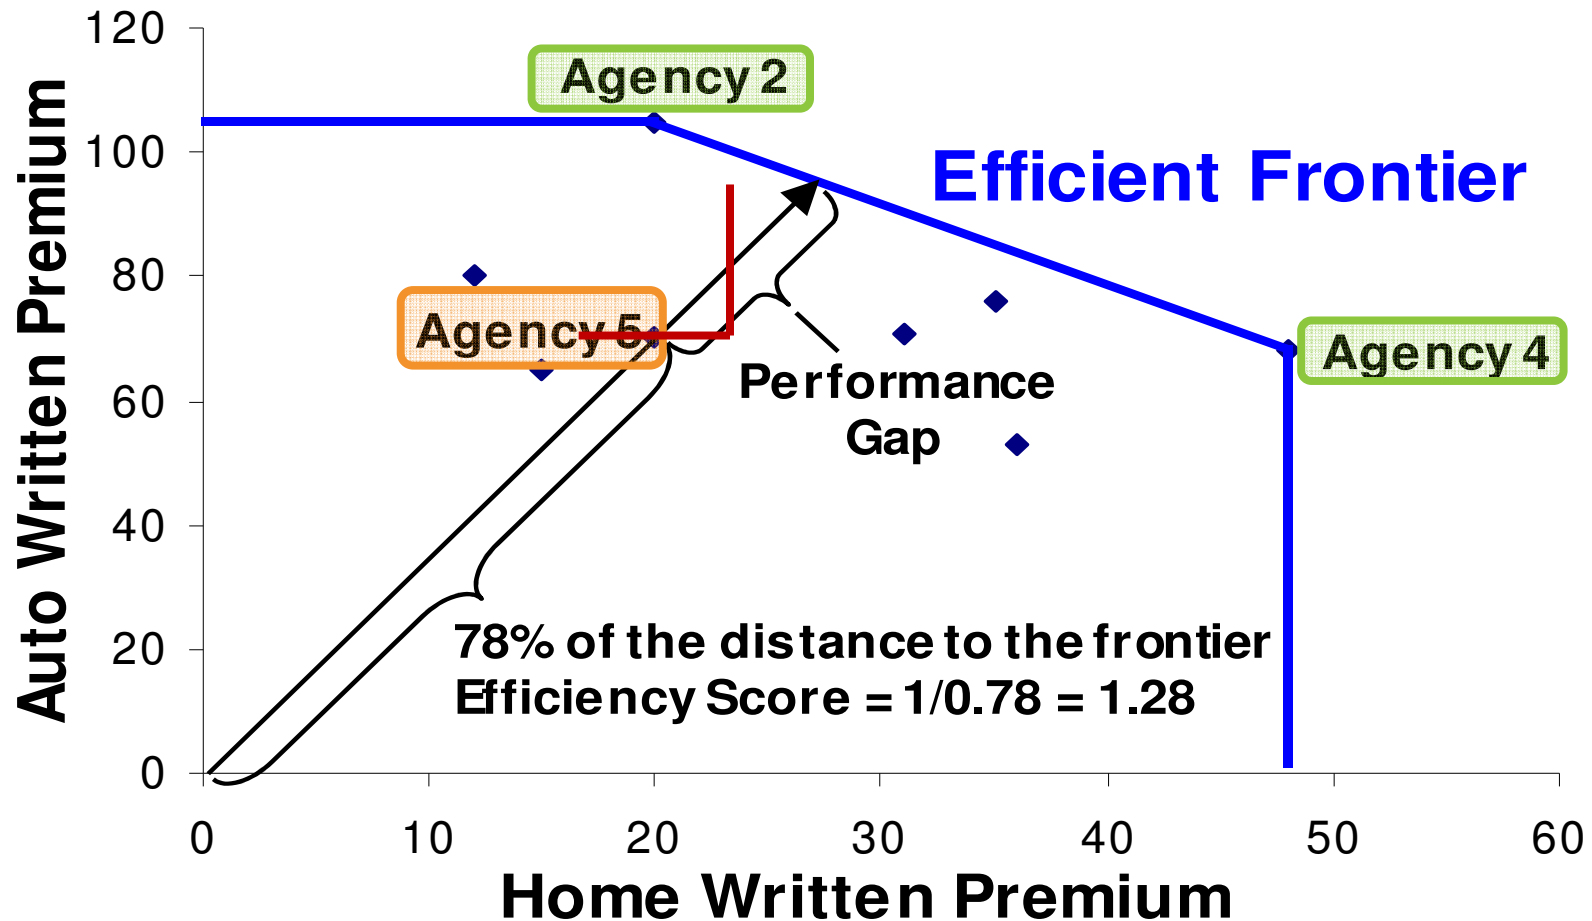 120
Agency 2
100
Efficient Frontier
80
Agency 5
Agency 4
60
Performance
Gap
40
20
78% of the distance to the frontier
Efficiency Score = 1/0.78 = 1.28
0
0 10 20 30 40 50 60
Home Written Premium
Auto Written Premium